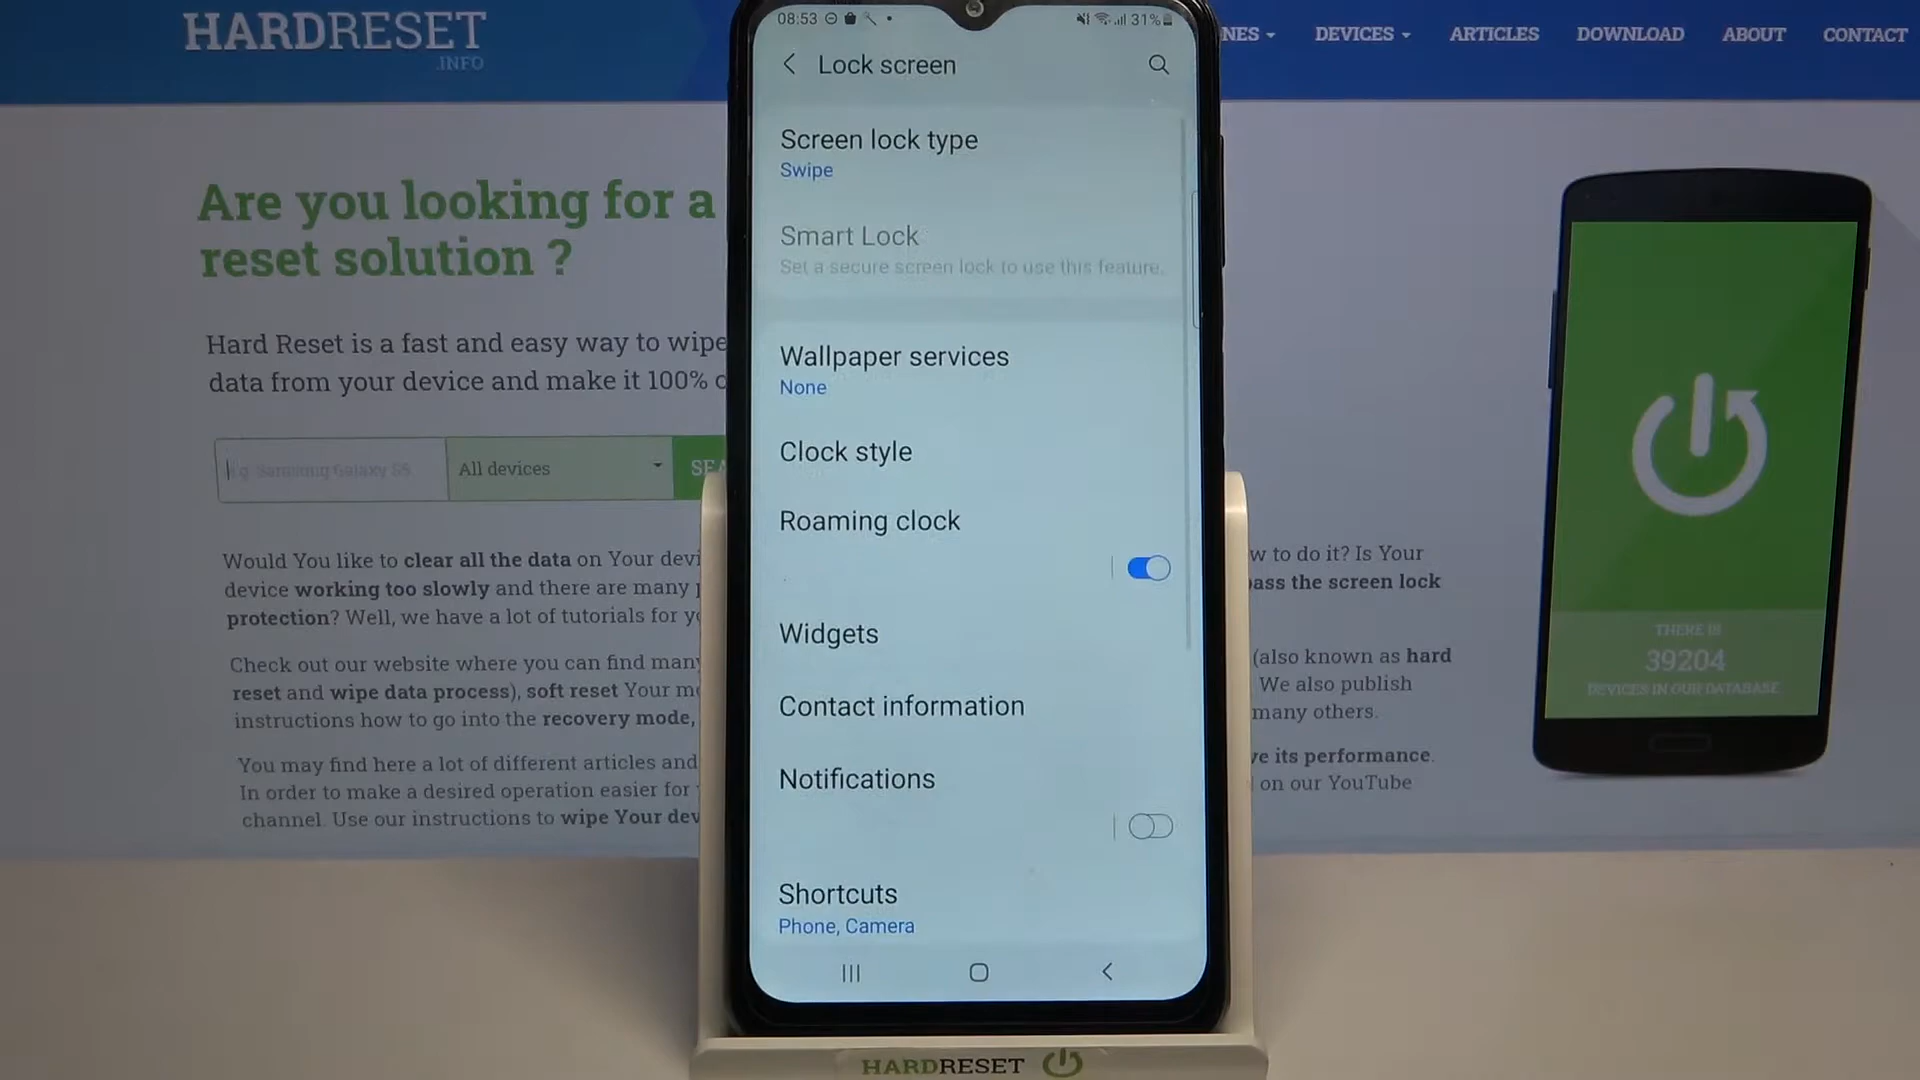 HARDRESET
.INFO
NES
DEVICES
ARTICLES
DOWNLOAD
ABOUT
CONTACT
Are you looking for a
reset solution ?
Hard Reset is a fast and easy way to wipe
data from your device and make it 100%
e.g. Samsung Galaxy S5
All devices
SEA
Would You like to clear all the data on Your devi
device working too slowly and there are many
protection? Well, we have a lot of tutorials for yo
Check out our website where you can find many
reset and wipe data process), soft reset Your mo
instructions how to go into the recovery mode,
You may find here a lot of different articles and
In order to make a desired operation easier for
channel. Use our instructions to wipe Your dev
08:53
31%
Lock screen
Screen lock type
Swipe
Smart Lock
Set a secure screen lock to use this feature.
Wallpaper services
None
Clock style
Roaming clock
Widgets
Contact information
Notifications
Shortcuts
Phone, Camera
w to do it? Is Your
pass the screen lock
(also known as hard
We also publish
many others.
ve its performance.
on our YouTube
THERE IS
39204
DEVICES IN OUR DATABASE
HARDRESET